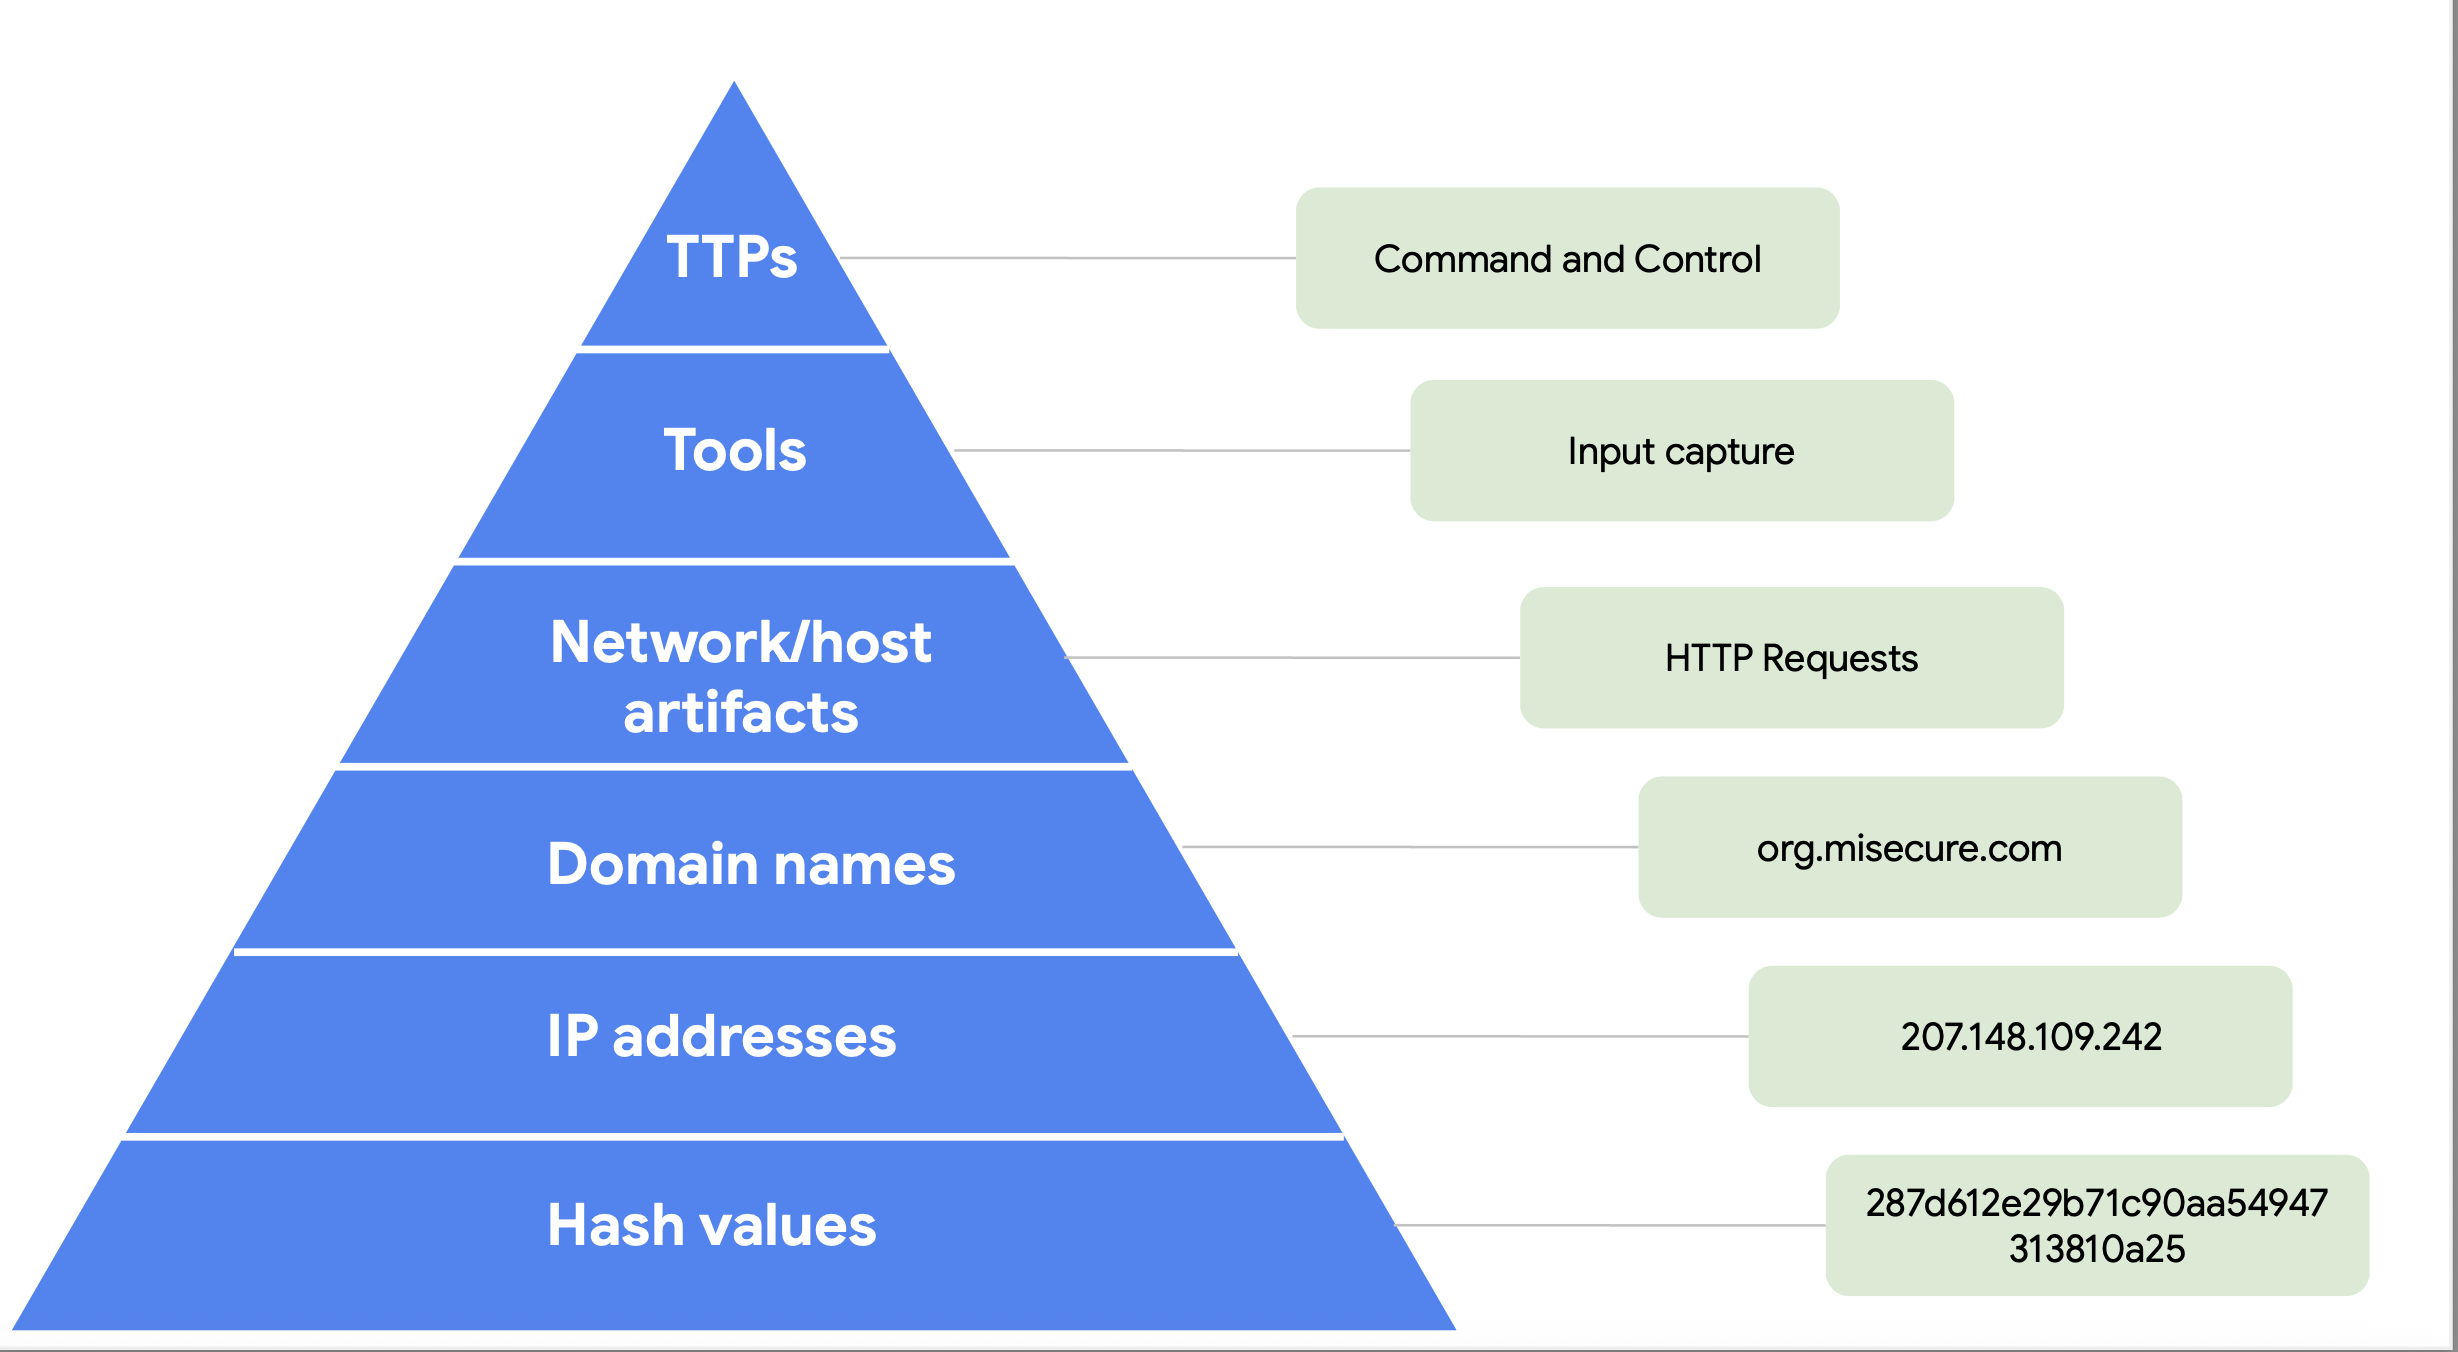 TTPs
Command and Control
Tools
Input capture
Network/host
artifacts
HTTP Requests
Domain names
org.misecure.com
IP addresses
207.148.109.242
Hash values
287d612e29b71c90aa54947
313810a25